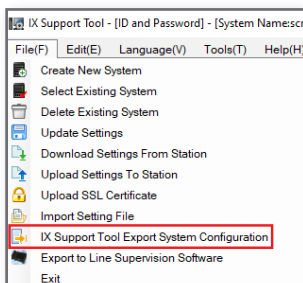 IX Support Tool - [ID and Password] - [System Name:scr
File(F) Edit(E) Language(V) Tools(T) Help(H)
Create New System
Select Existing System
Delete Existing System
Update Settings
Download Settings From Station
Upload Settings To Station
Upload SSL Certificate
Import Setting File
IX Support Tool Export System Configuration
Export to Line Supervision Software
Exit